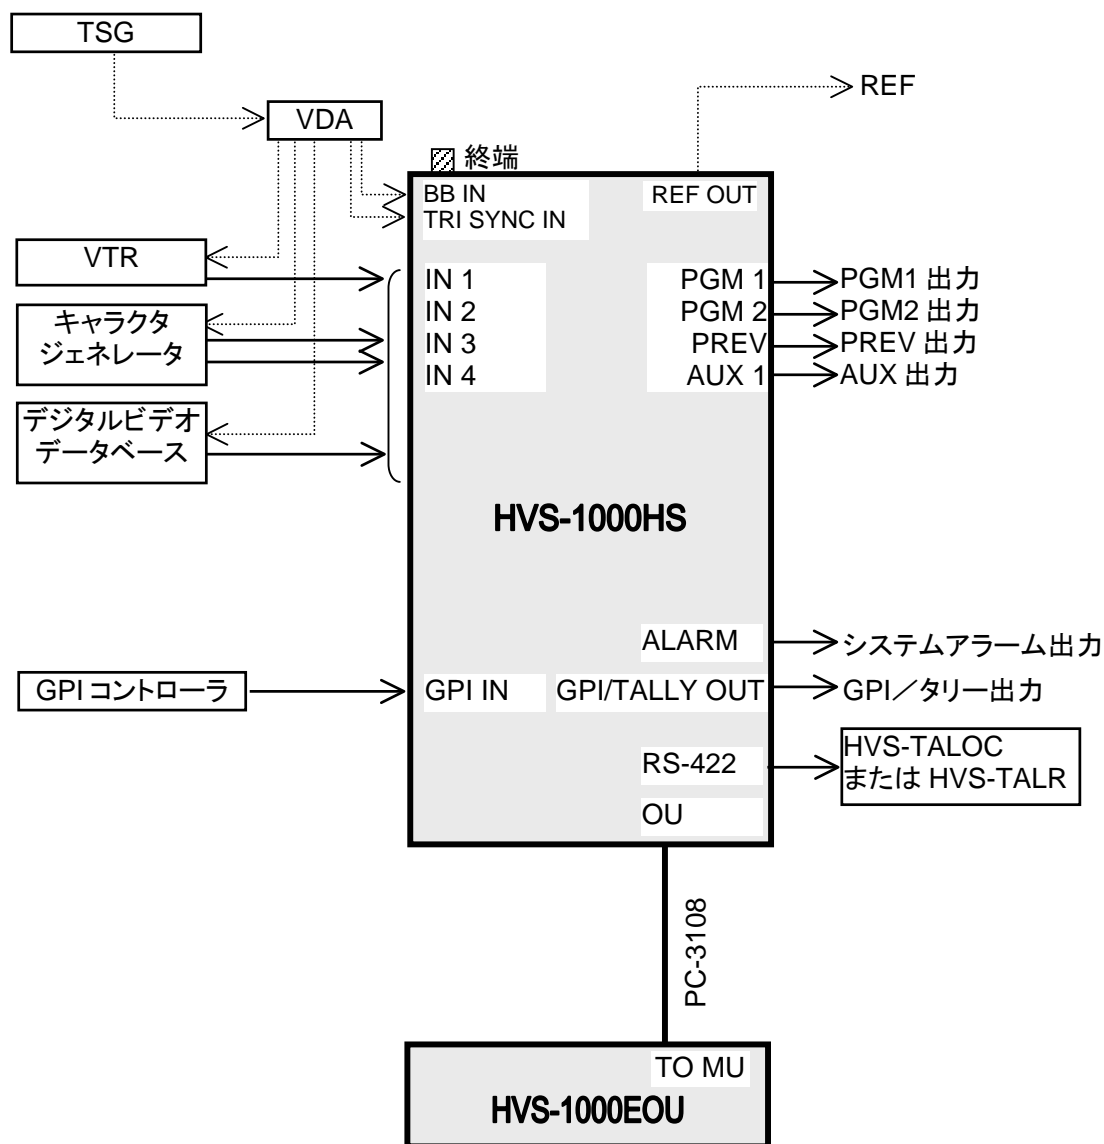 TSG
REF
VDA
終端
BB IN
REF OUT
TRI SYNC IN
VTR
IN 1
PGM 1
PGM1 出力
キャラクタ
ジェネレータ
IN 2
PGM 2
PGM2 出力
IN 3
PREV
PREV 出力
IN 4
AUX 1
AUX 出力
デジタルビデオ
データベース
HVS-1000HS
ALARM
システムアラーム出力
GPI コントローラ
GPI IN
GPI/TALLY OUT
GPI／タリー出力
RS-422
HVS-TALOC
または HVS-TALR
OU
PC-3108
TO MU
HVS-1000EOU